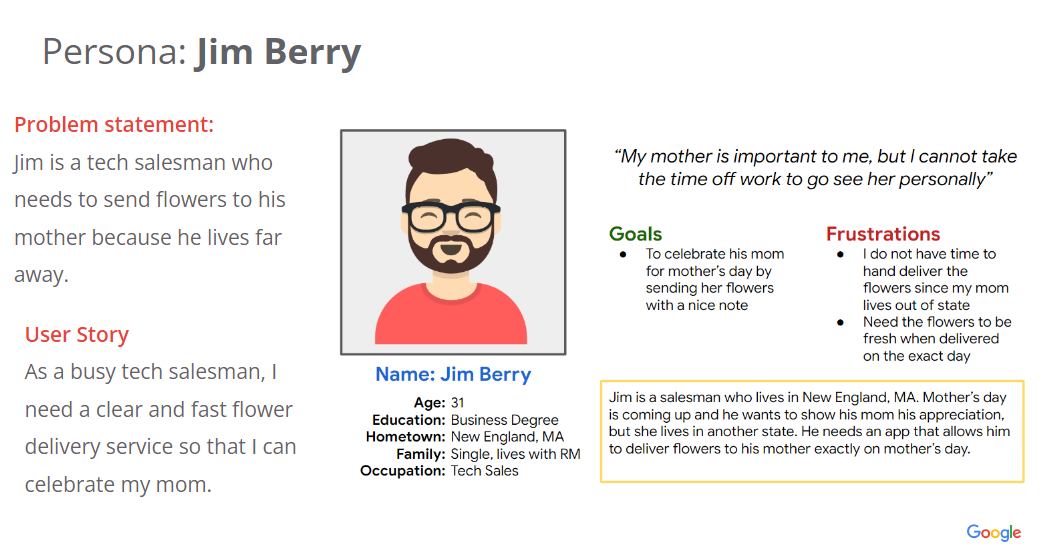 Persona: Jim Berry
Problem statement:
Jim is a tech salesman who
needs to send flowers to his
mother because he lives far
away.
User Story
As a busy tech salesman, I
need a clear and fast flower
delivery service so that I can
celebrate my mom.
Name: Jim Berry
Age: 31
Education: Business Degree
Hometown: New England, MA
Family: Single, lives with RM
Occupation: Tech Sales
“My mother is important to me, but I cannot take
the time off work to go see her personally”
Goals
● To celebrate his mom
for mother’s day by
sending her flowers
with a nice note
Frustrations
● I do not have time to
hand deliver the
flowers since my mom
lives out of state
● Need the flowers to be
fresh when delivered
on the exact day
Jim is a salesman who lives in New England, MA. Mother’s day
is coming up and he wants to show his mom his appreciation,
but she lives in another state. He needs an app that allows him
to deliver flowers to his mother exactly on mother’s day.
Google